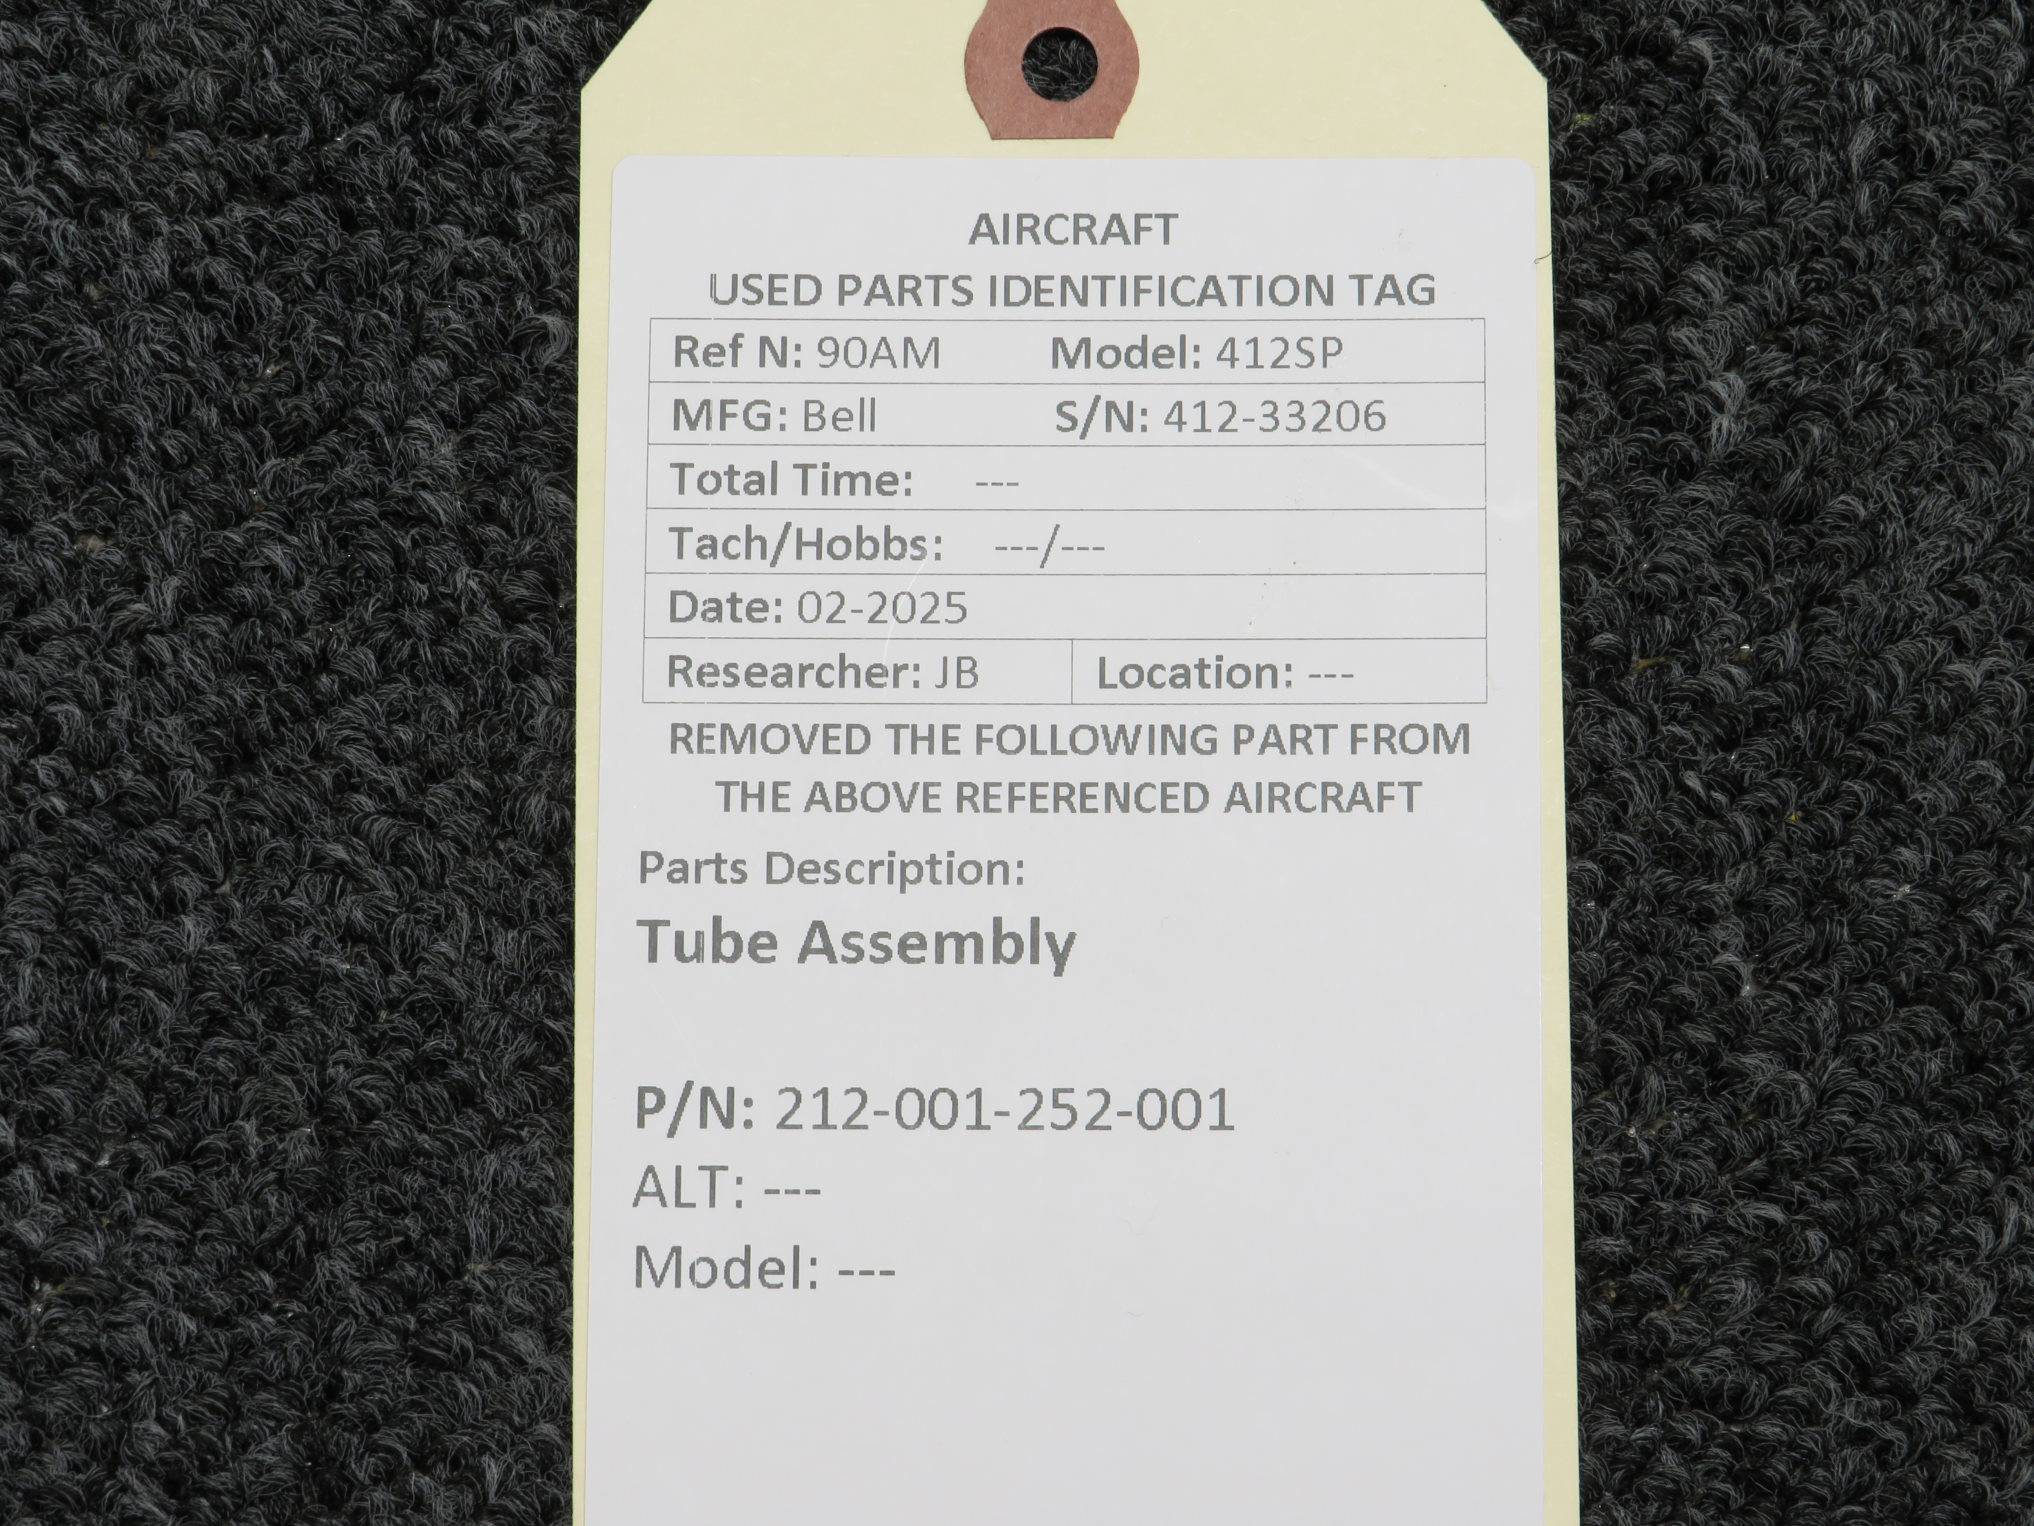 AIRCRAFT
USED PARTS IDENTIFICATION TAG
Ref N: 90AM Model: 412SP
MFG: Bell S/N: 412-33206
Total Time: ---
Tach/Hobbs: ---/---
Date: 02-2025
Researcher: JB Location: ---
REMOVED THE FOLLOWING PART FROM
THE ABOVE REFERENCED AIRCRAFT
Parts Description:
Tube Assembly
P/N: 212-001-252-001
ALT: ---
Model: ---